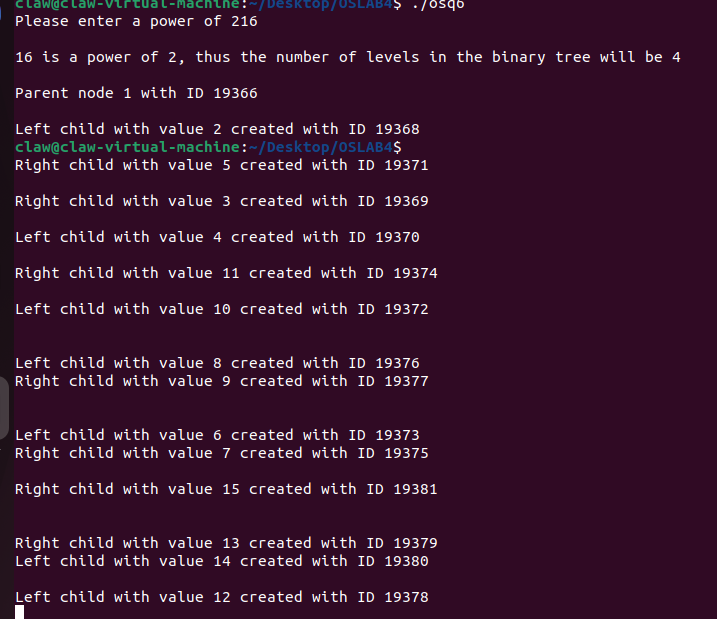 claw@claw-virtual-machine:~/Desktop/OSLAB4$ ./osq6
Please enter a power of 216
16 is a power of 2, thus the number of levels in the binary tree will be 4
Parent node 1 with ID 19366
Left child with value 2 created with ID 19368
claw@claw-virtual-machine:~/Desktop/OSLAB4$
Right child with value 5 created with ID 19371
Right child with value 3 created with ID 19369
Left child with value 4 created with ID 19370
Right child with value 11 created with ID 19374
Left child with value 10 created with ID 19372
Left child with value 8 created with ID 19376
Right child with value 9 created with ID 19377
Left child with value 6 created with ID 19373
Right child with value 7 created with ID 19375
Right child with value 15 created with ID 19381
Right child with value 13 created with ID 19379
Left child with value 14 created with ID 19380
Left child with value 12 created with ID 19378